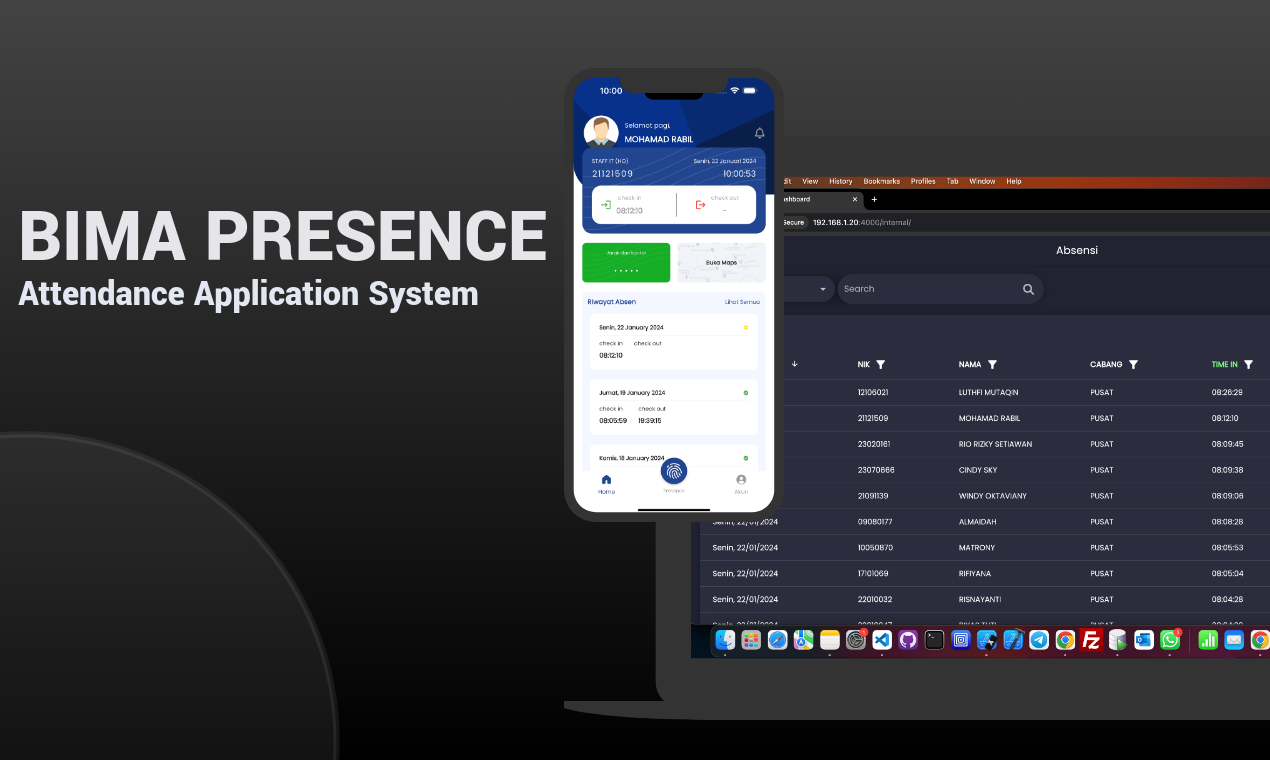 BIMA PRESENCE
Attendance Application System
10:00
Selamat pagi,
MOHAMAD RABIL
STAFF IT (HO)
Senin, 22 Januari 2024
21121509
10:00:53
check in
08:12:10
check out
-
Jarak dari kantor
Buka Maps
Riwayat Absen
Lihat Semua
Senin, 22 January 2024
check in
check out
08:12:10
Jumat, 19 January 2024
check in
check out
08:05:59
19:39:15
Kamis, 18 January 2024
Home
Presensi
Akun
dit View History Bookmarks Profiles Tab Window Help
ashboard
Secure 192.168.1.20:4000/internal/
Absensi
Search
NIK NAMA CABANG TIME IN
12106021 LUTHFI MUTAQIN PUSAT 08:26:29
21121509 MOHAMAD RABIL PUSAT 08:12:10
23020161 RIO RIZKY SETIAWAN PUSAT 08:09:45
23070666 CINDY SKY PUSAT 08:09:38
21091139 WINDY OKTAVIANY PUSAT 08:09:06
Senin, 22/01/2024 09080177 ALMAIDAH PUSAT 08:08:28
Senin, 22/01/2024 10050870 MATRONY PUSAT 08:05:53
Senin, 22/01/2024 17101069 RIFIYANA PUSAT 08:05:04
Senin, 22/01/2024 22010032 RISNAYANTI PUSAT 08:04:28